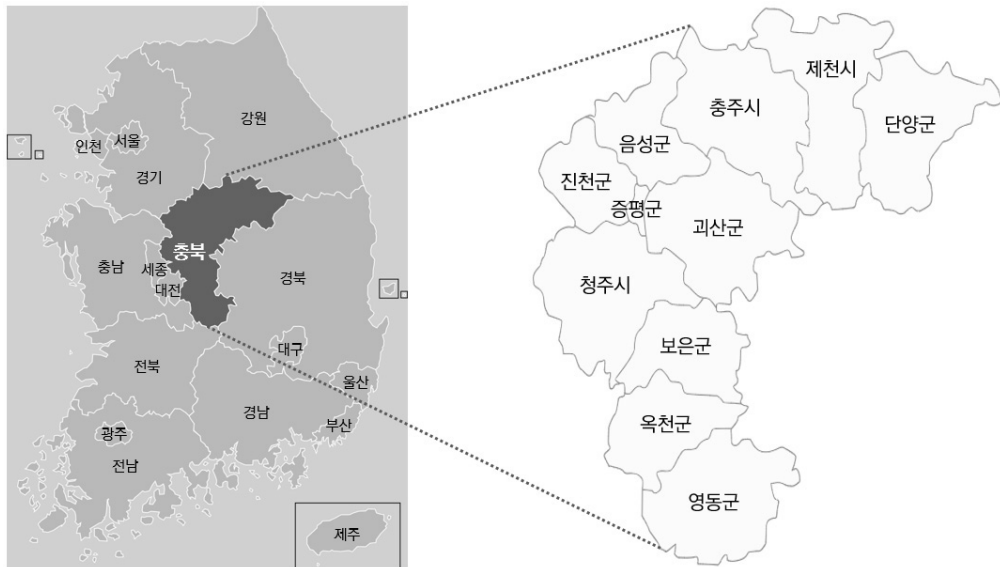 강원
서울
인천
경기
충북
충남
세종
대전
경북
대구
전북
울산
경남
부산
광주
전남
제주
제천시
충주시
단양군
음성군
진천군
증평군
괴산군
청주시
보은군
옥천군
영동군